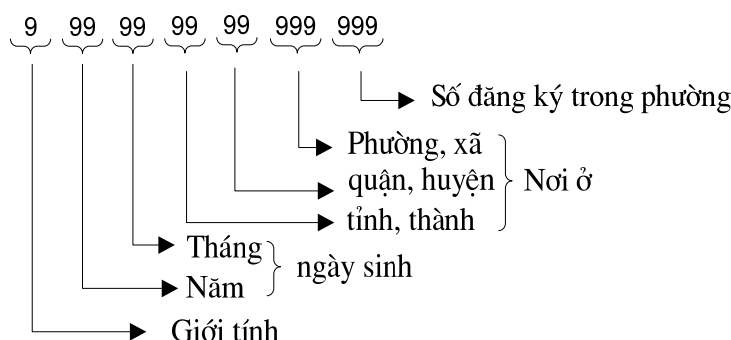 9 99 99 99 99 999 999
Số đăng ký trong phường
Phường, xã
quận, huyện
Nơi ở
tỉnh, thành
Tháng
ngày sinh
Năm
Giới tính